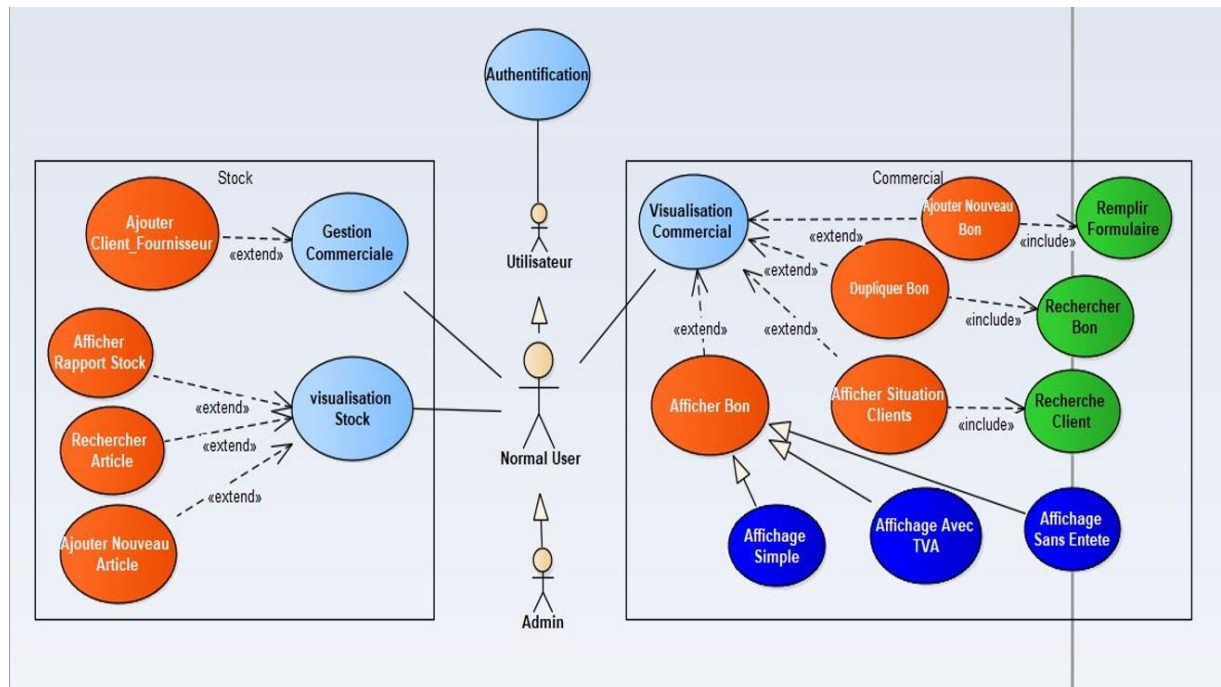 Authentification
Utilisateur
Normal User
Admin
Stock
Ajouter
Client_Fournisseur
«extend»
Gestion
Commerciale
Afficher
Rapport Stock
«extend»
Rechercher
Article
«extend»
Ajouter Nouveau
Article
«extend»
visualisation
Stock
Commercial
Visualisation
Commercial
Ajouter Nouveau
Bon
«extend»
«include»
Remplir
Formulaire
Dupliquer Bon
«extend»
«include»
Rechercher
Bon
«extend»
«extend»
Afficher Bon
Afficher Situation
Clients
«include»
Recherche
Client
Affichage
Simple
Affichage Avec
TVA
Affichage
Sans Entete